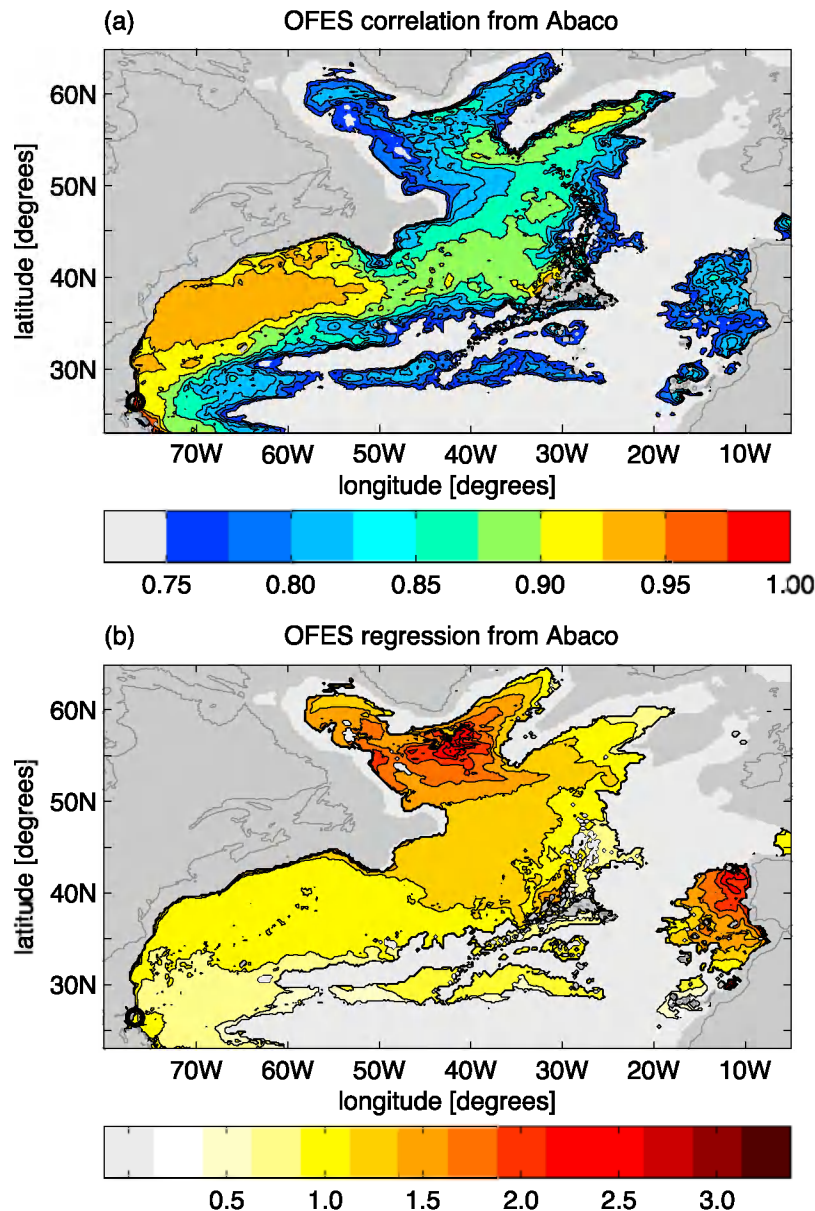 (a) OFES correlation from Abaco
60N
50N
40N
30N
latitude [degrees]
70W 60W 50W 40W 30W 20W 10W
longitude [degrees]
0.75 0.80 0.85 0.90 0.95 1.00
(b) OFES regression from Abaco
60N
50N
40N
30N
latitude [degrees]
70W 60W 50W 40W 30W 20W 10W
longitude [degrees]
0.5 1.0 1.5 2.0 2.5 3.0